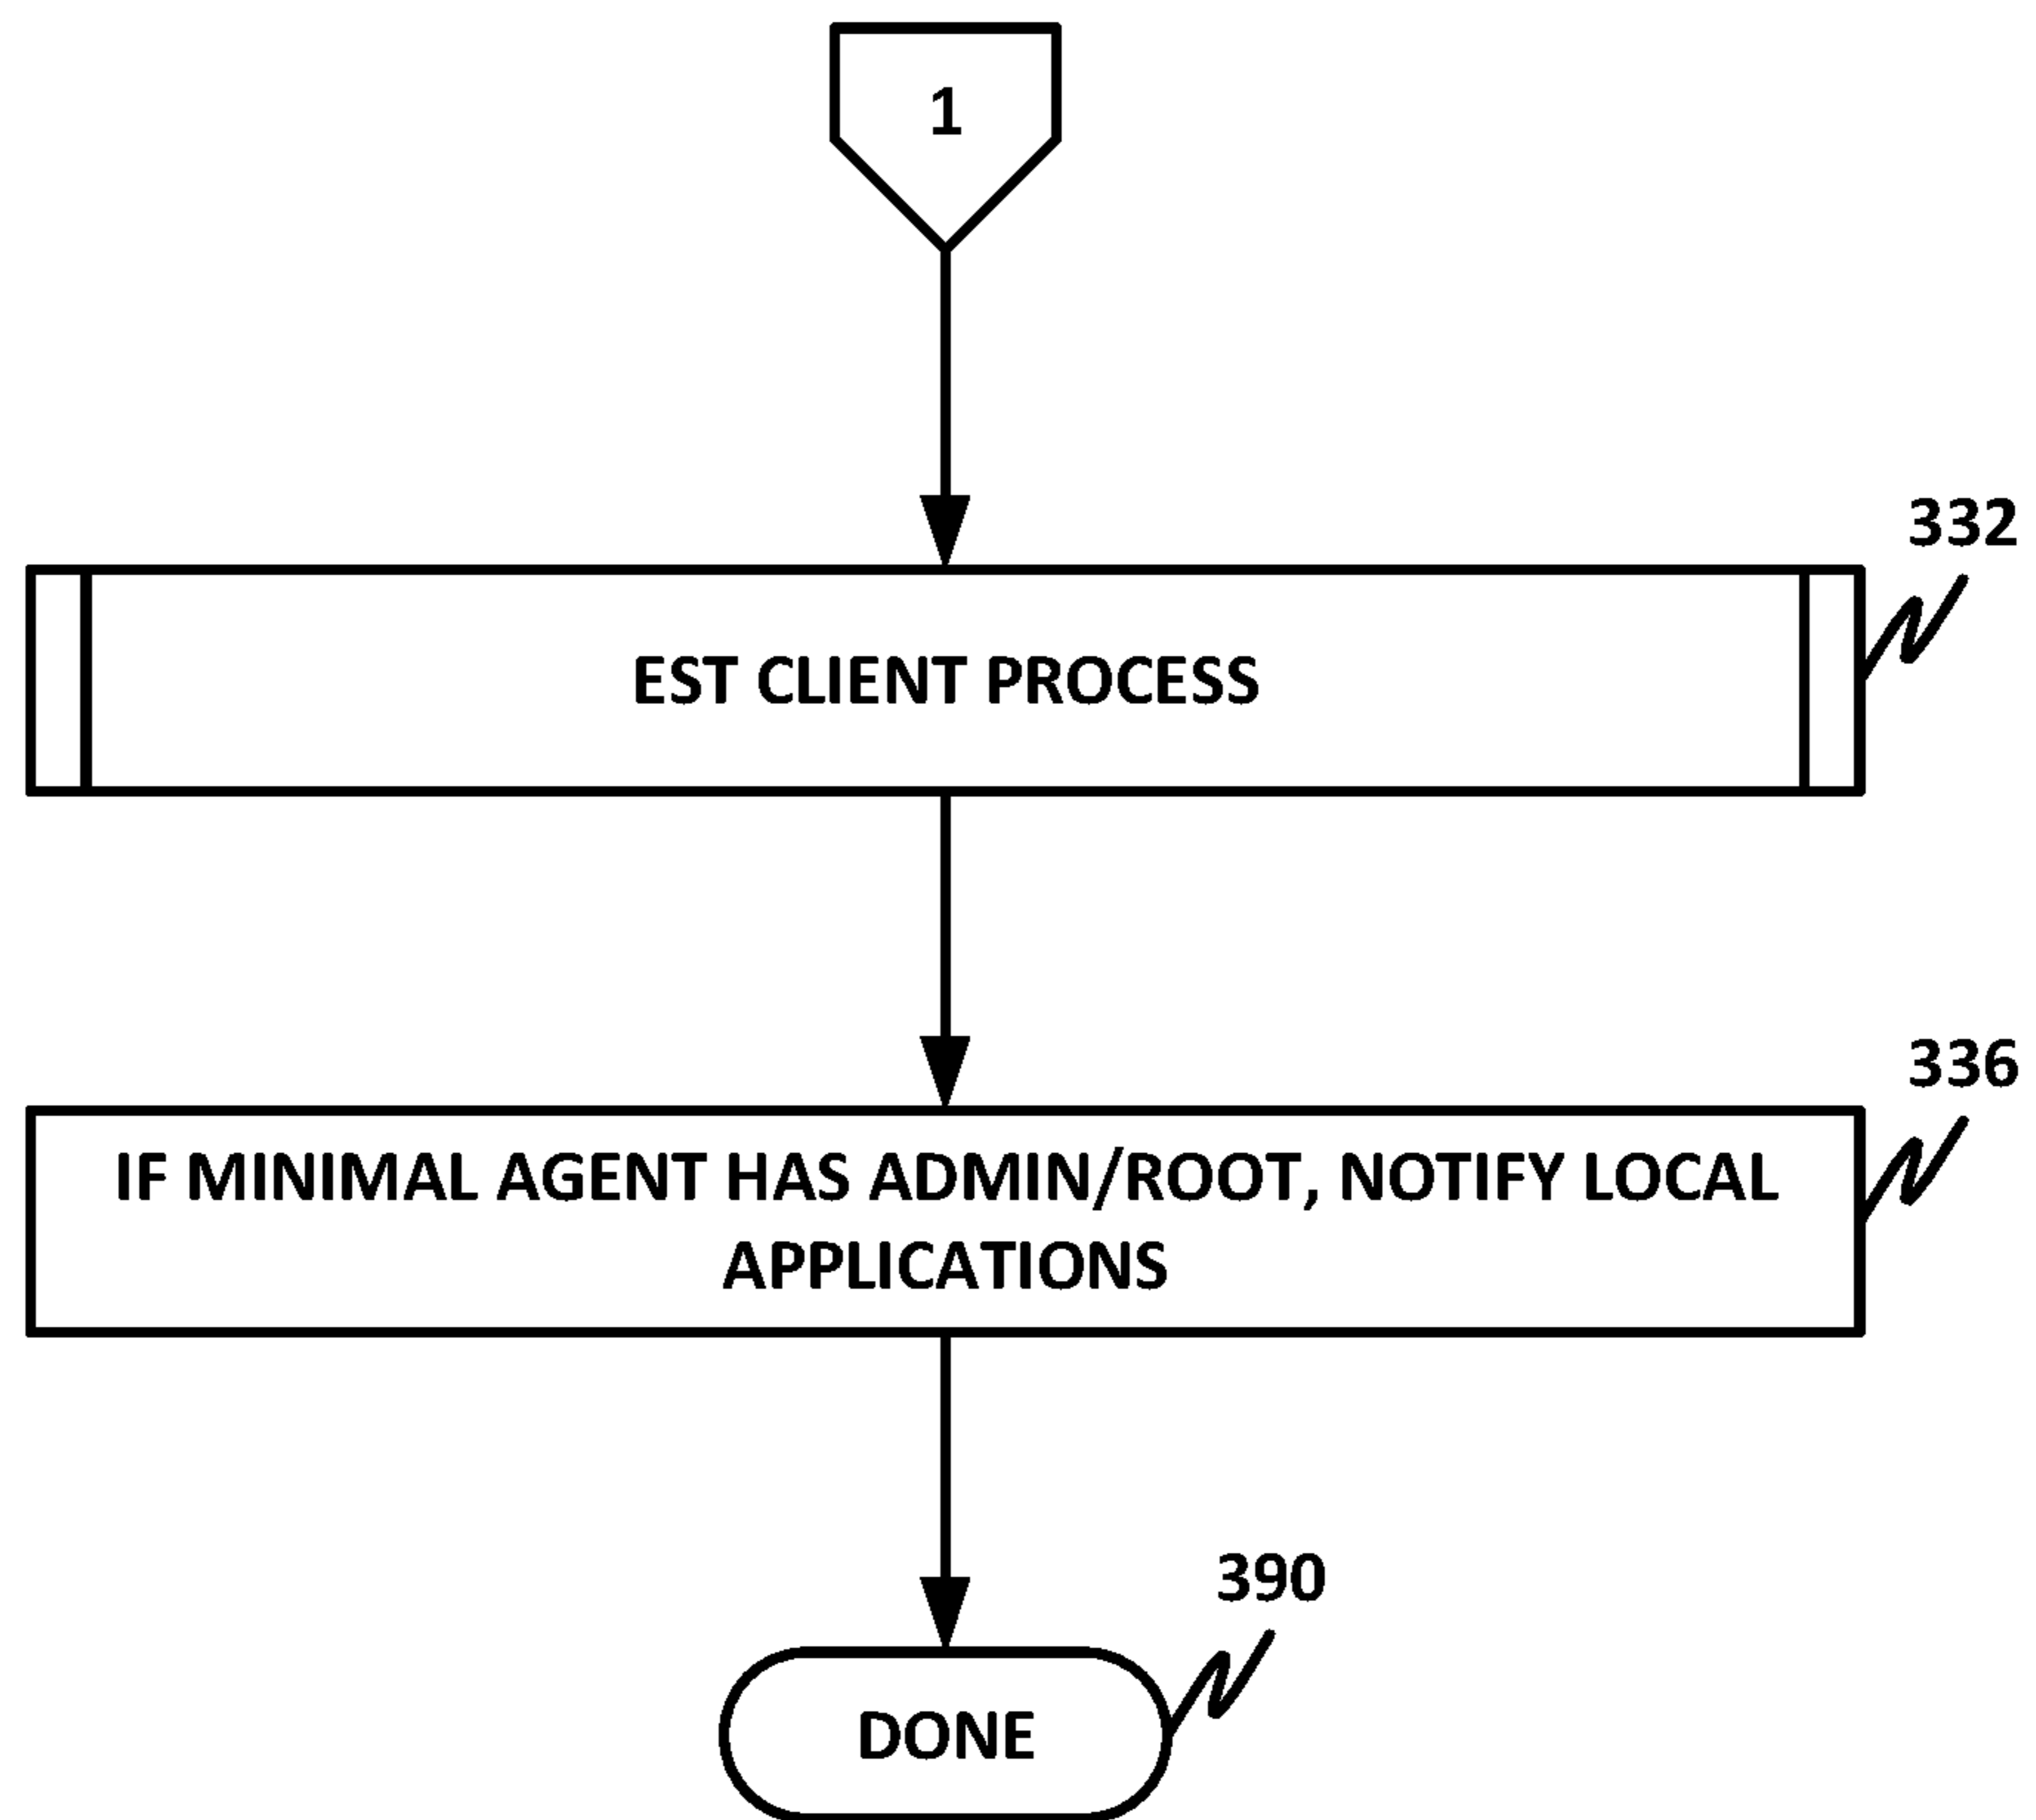 1
332
EST CLIENT PROCESS
336
IF MINIMAL AGENT HAS ADMIN/ROOT, NOTIFY LOCAL
APPLICATIONS
390
DONE